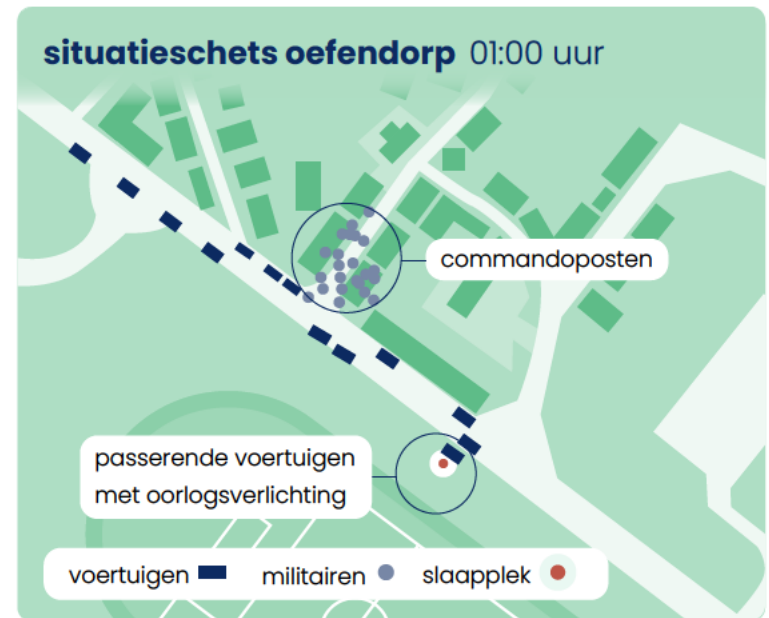 situatieschets oefendorp 01:00 uur
commandoposten
passerende voertuigen
met oorlogsverlichting
voertuigen militairen slaapplek